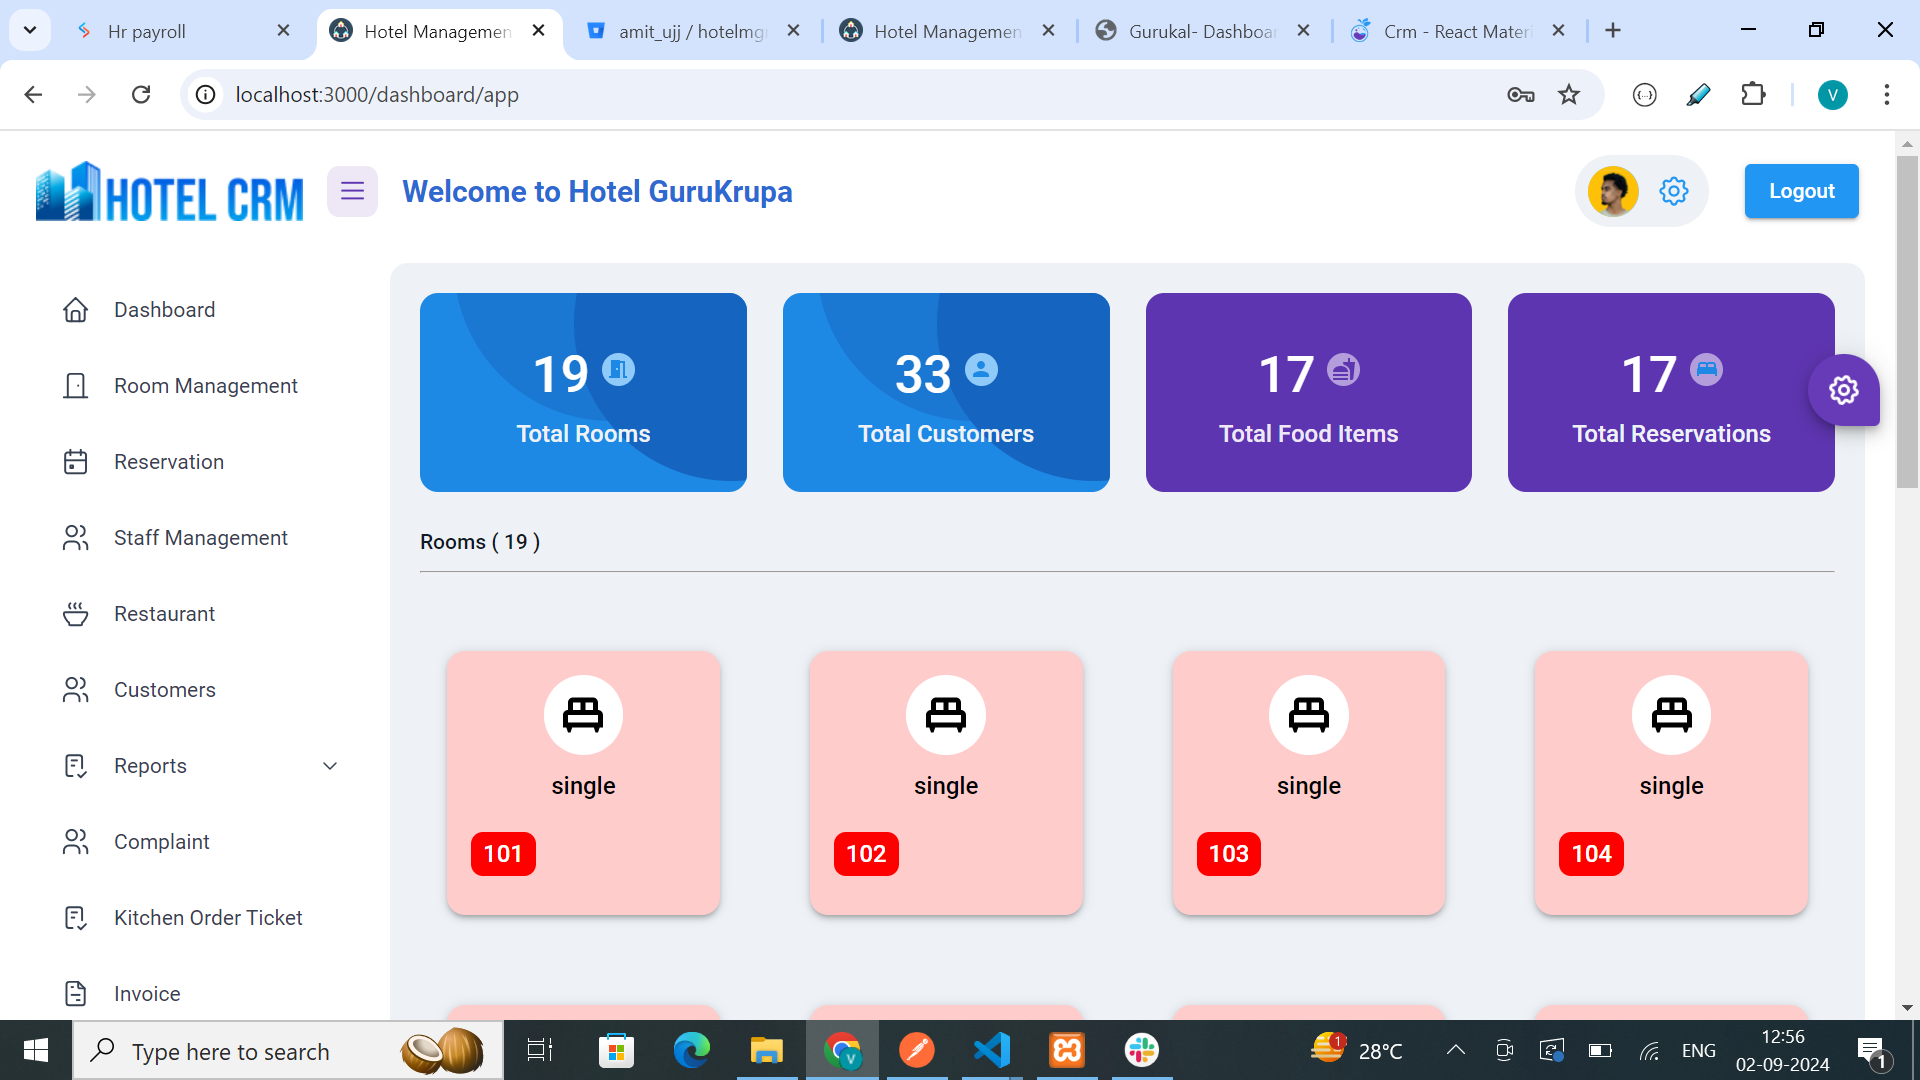 Hr payroll
Hotel Managemen
amit_ujj / hotelmg
Hotel Managemen
Gurukal- Dashboar
Crm - React Mater
localhost:3000/dashboard/app
V
HOTEL CRM
Welcome to Hotel GuruKrupa
Logout
Dashboard
Room Management
Reservation
Staff Management
Restaurant
Customers
Reports
Complaint
Kitchen Order Ticket
Invoice
19
Total Rooms
33
Total Customers
17
Total Food Items
17
Total Reservations
Rooms ( 19 )
single
101
single
102
single
103
single
104
Type here to search
V
1
28°C
ENG
12:56
02-09-2024
1